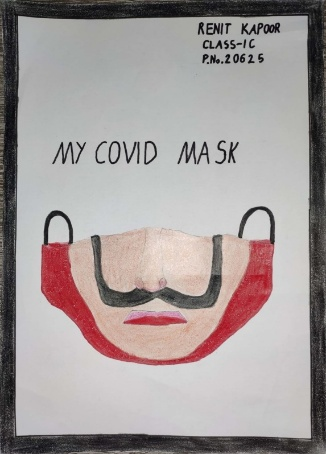 RENIT KAPOOR
CLASS-1C
P.No.20625
MY COVID MASK